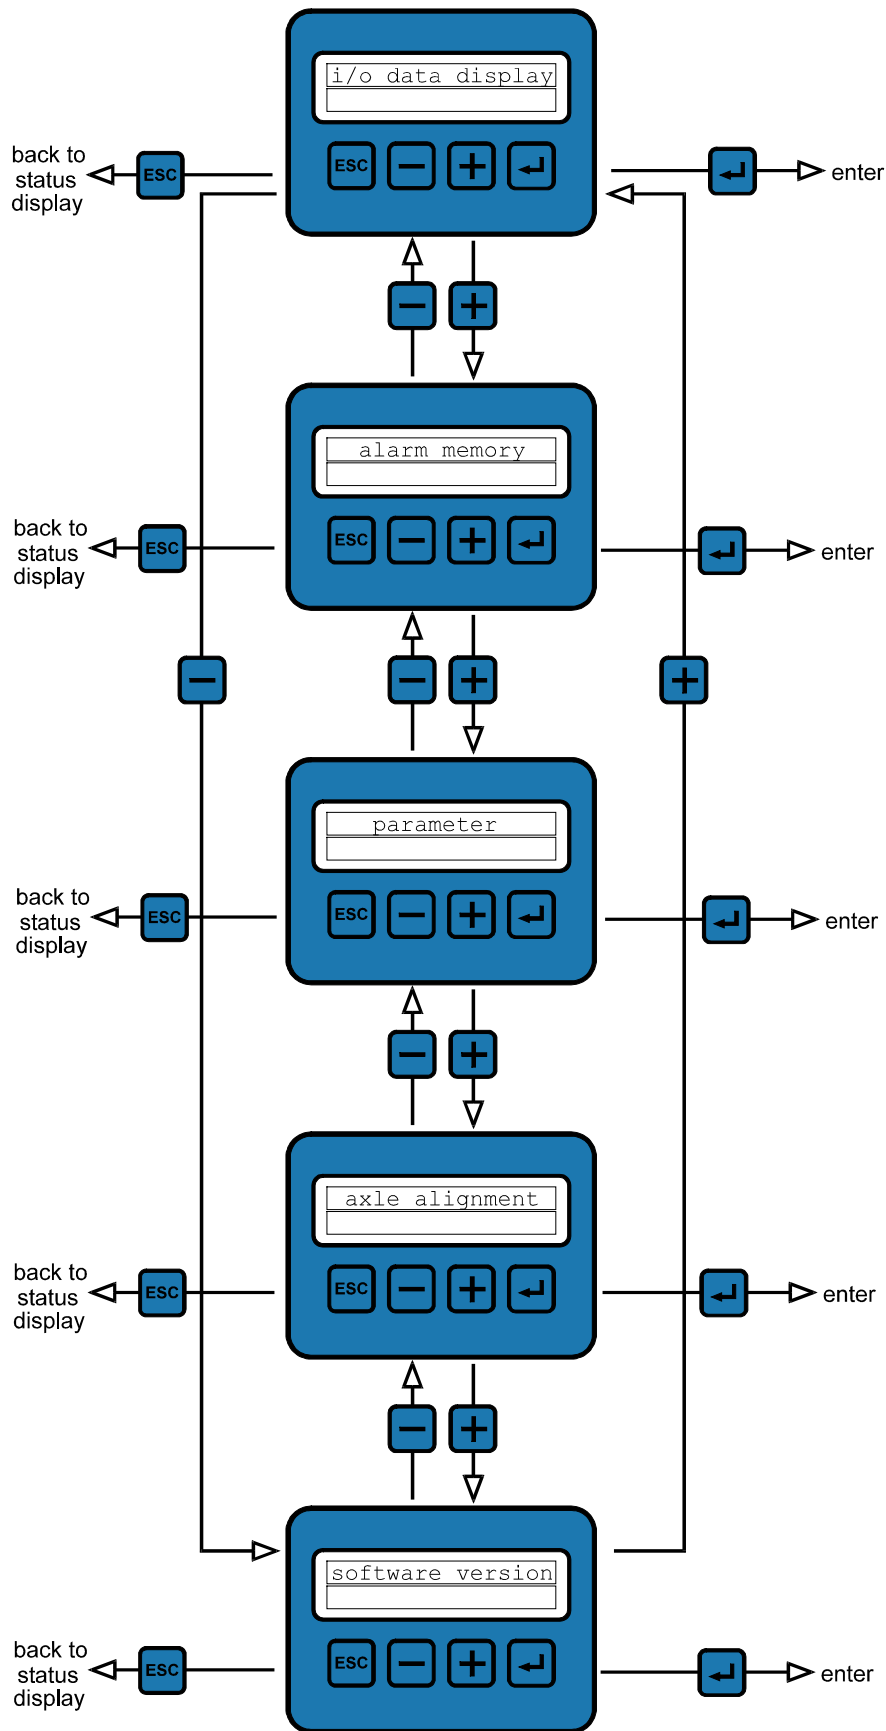 i/o data display
ESC
back to
status
display
ESC
enter
alarm memory
ESC
back to
status
display
ESC
enter
parameter
ESC
back to
status
display
ESC
enter
axle alignment
ESC
back to
status
display
ESC
enter
software version
ESC
back to
status
display
ESC
enter